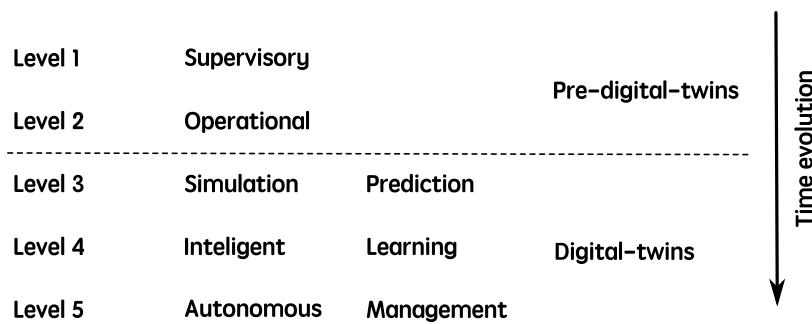 Level 1 Supervisory
Pre-digital-twins
Level 2 Operational
Level 3 Simulation Prediction
Level 4 Inteligent Learning
Digital-twins
Level 5 Autonomous Management
Time evolution